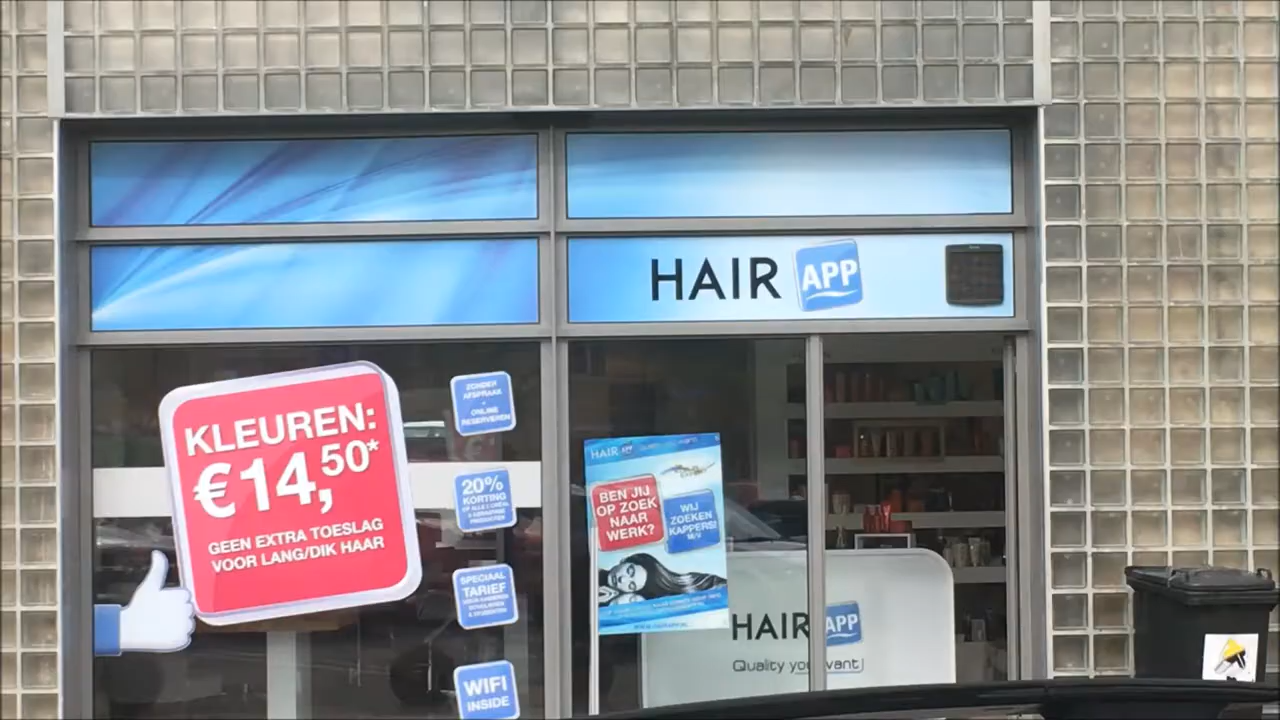 HAIR APP
KLEUREN:
€14,50*
GEEN EXTRA TOESLAG
VOOR LANG/DIK HAAR
ZONDER
AFSPRAAK
+
ONLINE
RESERVEREN
20%
KORTING
SPECIAAL
TARIEF
WIFI
INSIDE
HAIR APP
BEN JIJ
OP ZOEK
NAAR
WERK?
WIJ
ZOEKEN
KAPPERS!
M/V
HAIR APP
Quality you want